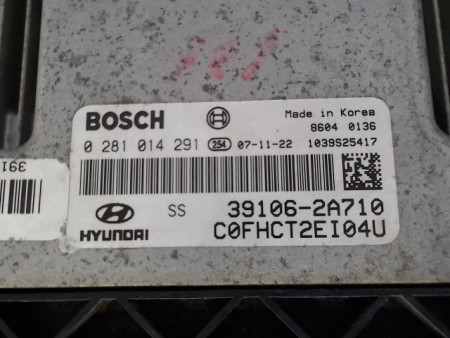 BOSCH
Made in Korea
8604 0136
0 281 014 291 254 07-11-22 1039S25417
HYUNDAI
SS
39106-2A710
C0FHCT2EI04U
391